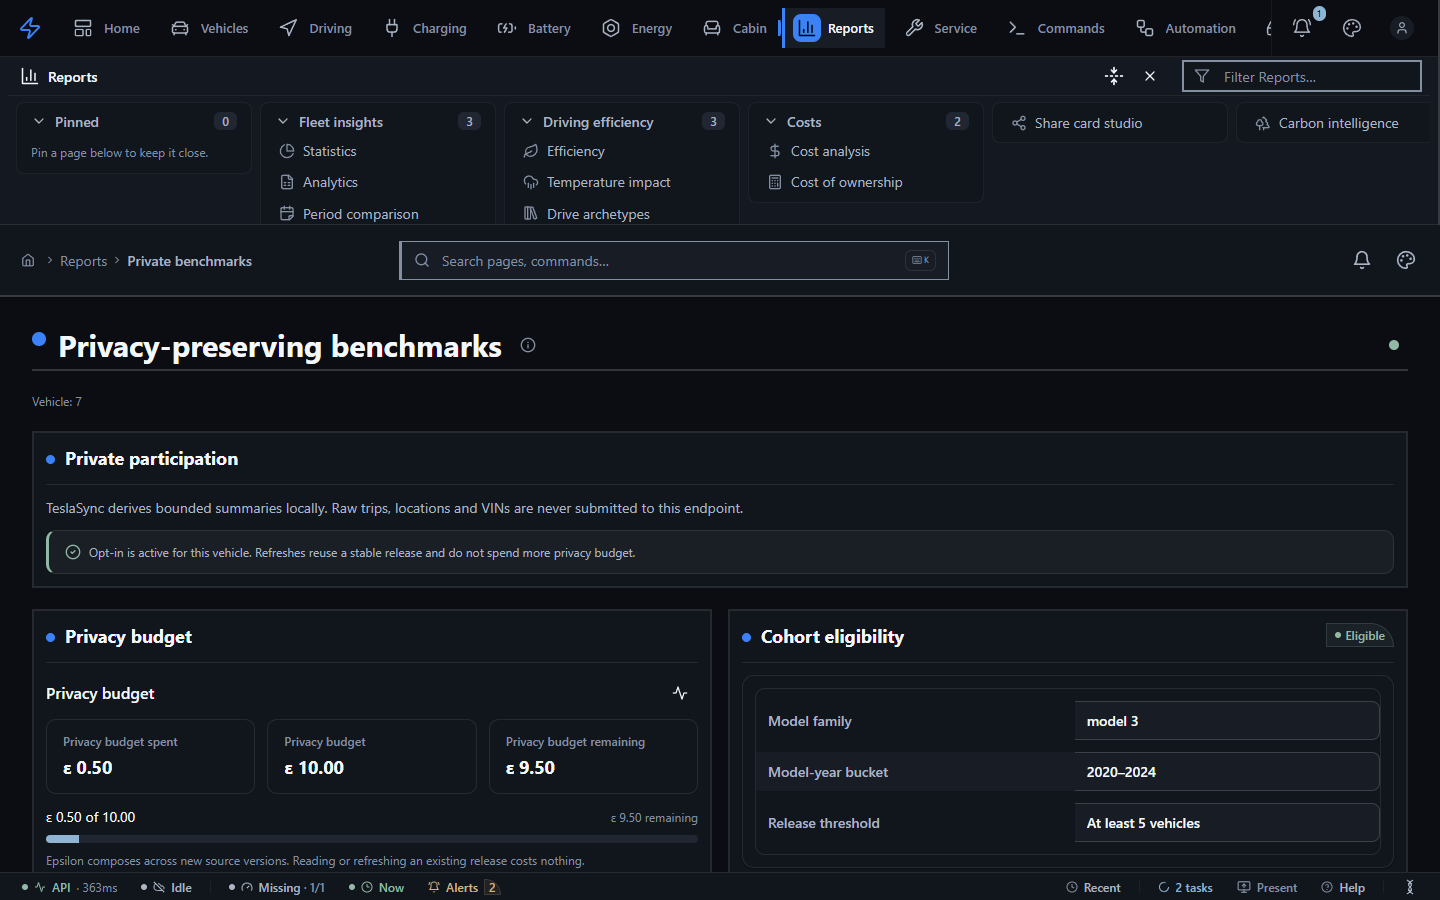 Home Vehicles Driving Charging Battery Energy Cabin Reports Service Commands Automation 1
Reports Filter Reports...
Pinned 0
Pin a page below to keep it close.
Fleet insights 3
Statistics
Analytics
Period comparison
Driving efficiency 3
Efficiency
Temperature impact
Drive archetypes
Costs 2
Cost analysis
Cost of ownership
Share card studio
Carbon intelligence
Reports Private benchmarks Search pages, commands... K
Privacy-preserving benchmarks
Vehicle: 7
Private participation
TeslaSync derives bounded summaries locally. Raw trips, locations and VINs are never submitted to this endpoint.
Opt-in is active for this vehicle. Refreshes reuse a stable release and do not spend more privacy budget.
Privacy budget
Privacy budget
Privacy budget spent
ε 0.50
Privacy budget
ε 10.00
Privacy budget remaining
ε 9.50
ε 0.50 of 10.00 ε 9.50 remaining
Epsilon composes across new source versions. Reading or refreshing an existing release costs nothing.
Cohort eligibility Eligible
Model family model 3
Model-year bucket 2020–2024
Release threshold At least 5 vehicles
API · 363ms Idle Missing · 1/1 Now Alerts 2 Recent 2 tasks Present Help